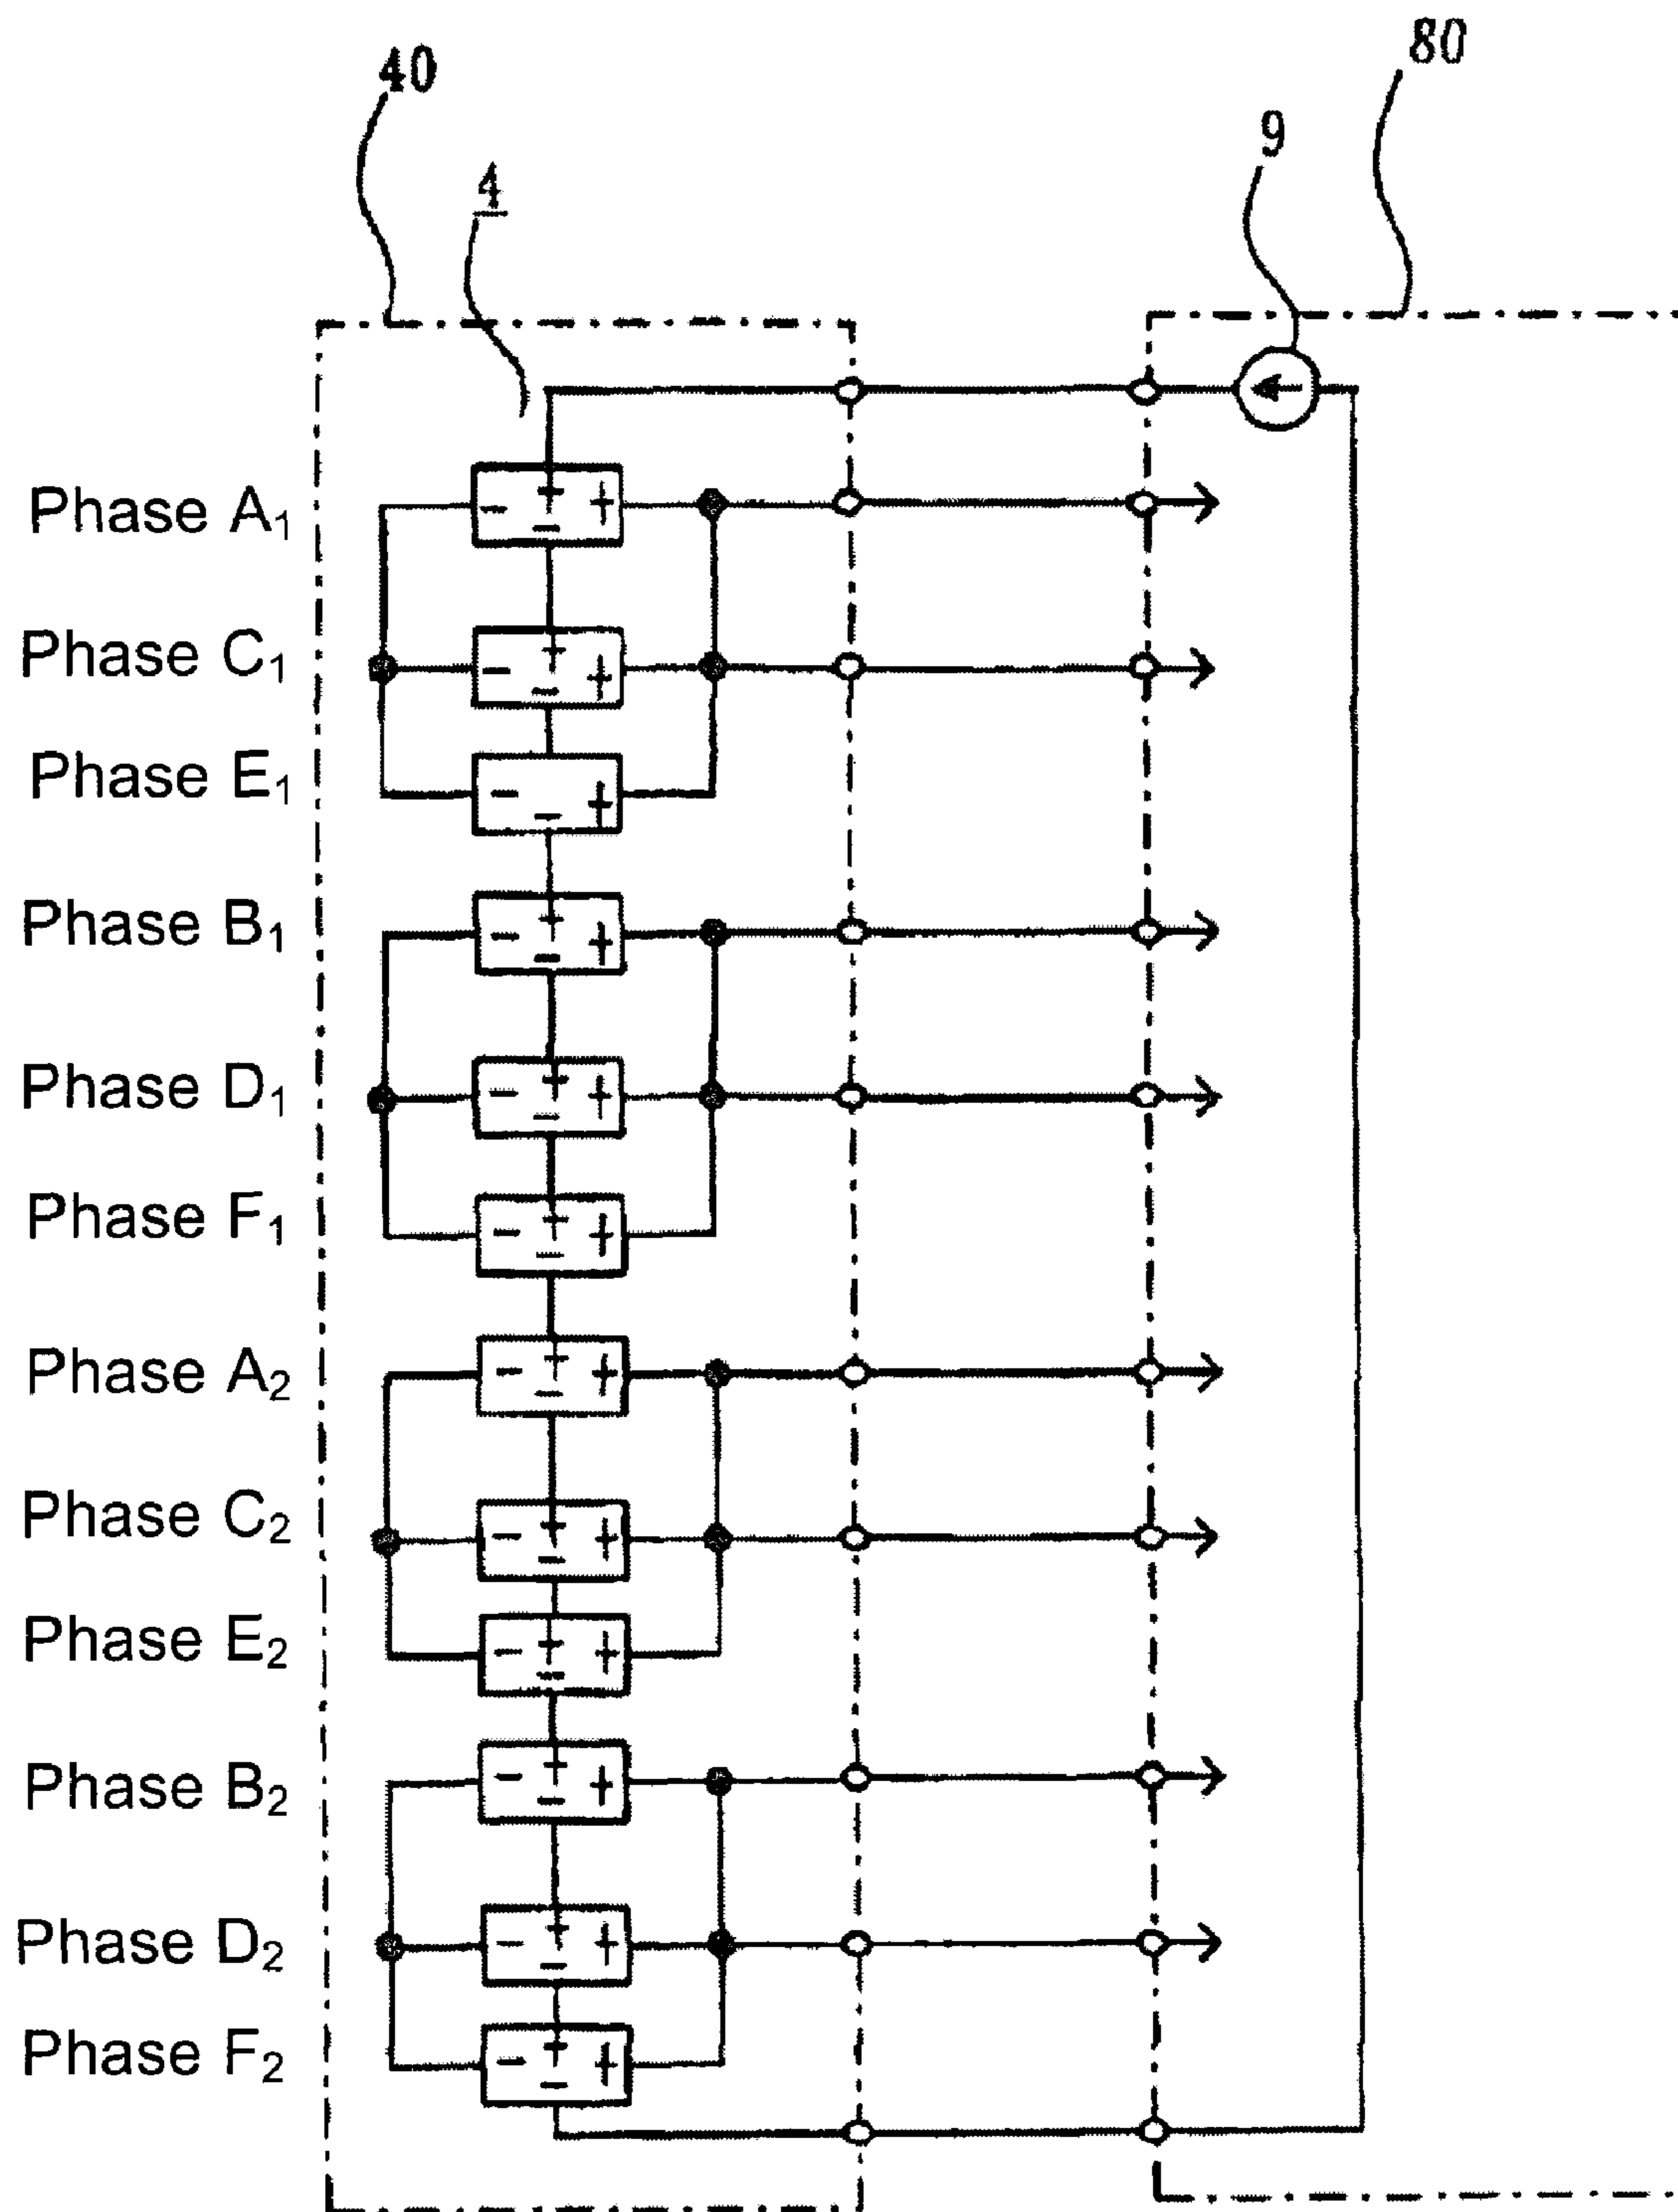 40
80
9
4
Phase A₁
Phase C₁
Phase E₁
Phase B₁
Phase D₁
Phase F₁
Phase A₂
Phase C₂
Phase E₂
Phase B₂
Phase D₂
Phase F₂